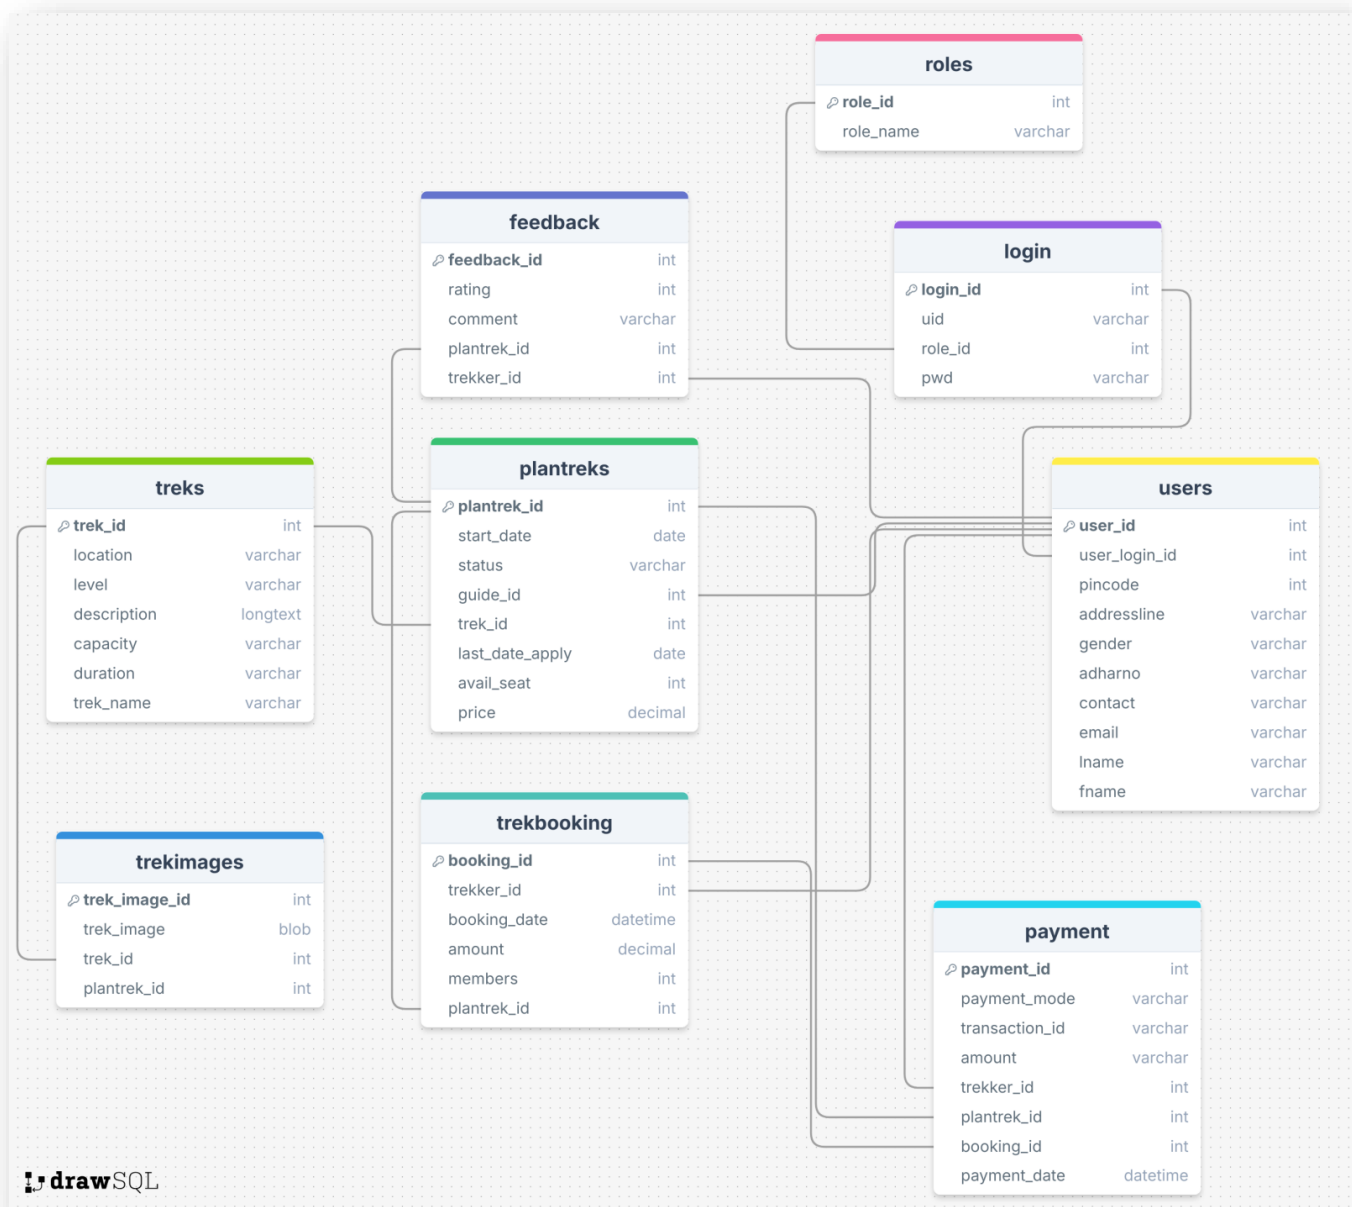 roles
role_id int
role_name varchar
feedback
feedback_id int
rating int
comment varchar
plantrek_id int
trekker_id int
login
login_id int
uid varchar
role_id int
pwd varchar
treks
trek_id int
location varchar
level varchar
description longtext
capacity varchar
duration varchar
trek_name varchar
plantreks
plantrek_id int
start_date date
status varchar
guide_id int
trek_id int
last_date_apply date
avail_seat int
price decimal
users
user_id int
user_login_id int
pincode int
addressline varchar
gender varchar
adharno varchar
contact varchar
email varchar
lname varchar
fname varchar
trekimages
trek_image_id int
trek_image blob
trek_id int
plantrek_id int
trekbooking
booking_id int
trekker_id int
booking_date datetime
amount decimal
members int
plantrek_id int
payment
payment_id int
payment_mode varchar
transaction_id varchar
amount varchar
trekker_id int
plantrek_id int
booking_id int
payment_date datetime
drawSQL